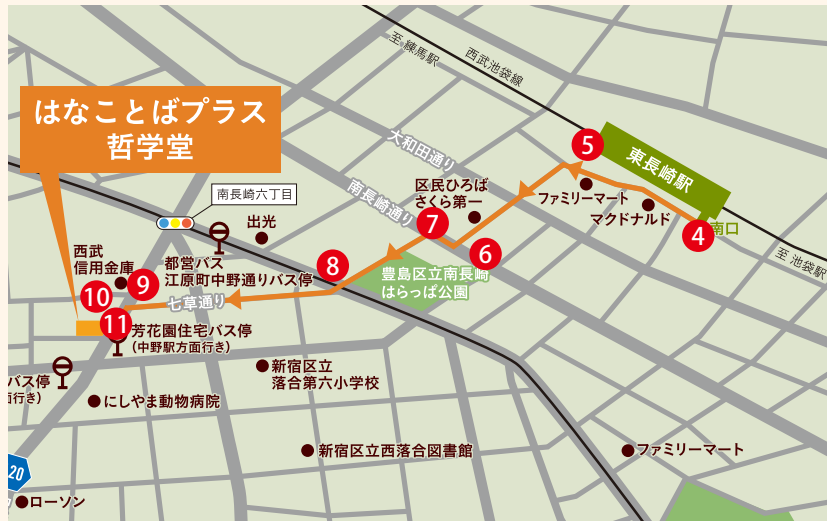 至 練馬駅
西武池袋線
はなことばプラス
哲学堂
大和田通り
5
東長崎駅
南長崎通り
区民ひろば
さくら第一
ファミリーマート
マクドナルド
南長崎六丁目
7
4
南口
出光
6
至 池袋駅
西武
信用金庫
都営バス
江原町中野通りバス停
8
豊島区立南長崎
はらっぱ公園
9
10
七草通り
11
芳花園住宅バス停
(中野駅方面行き)
新宿区立
落合第六小学校
バス停
面行き)
にしやま動物病院
新宿区立西落合図書館
ファミリーマート
20
ローソン